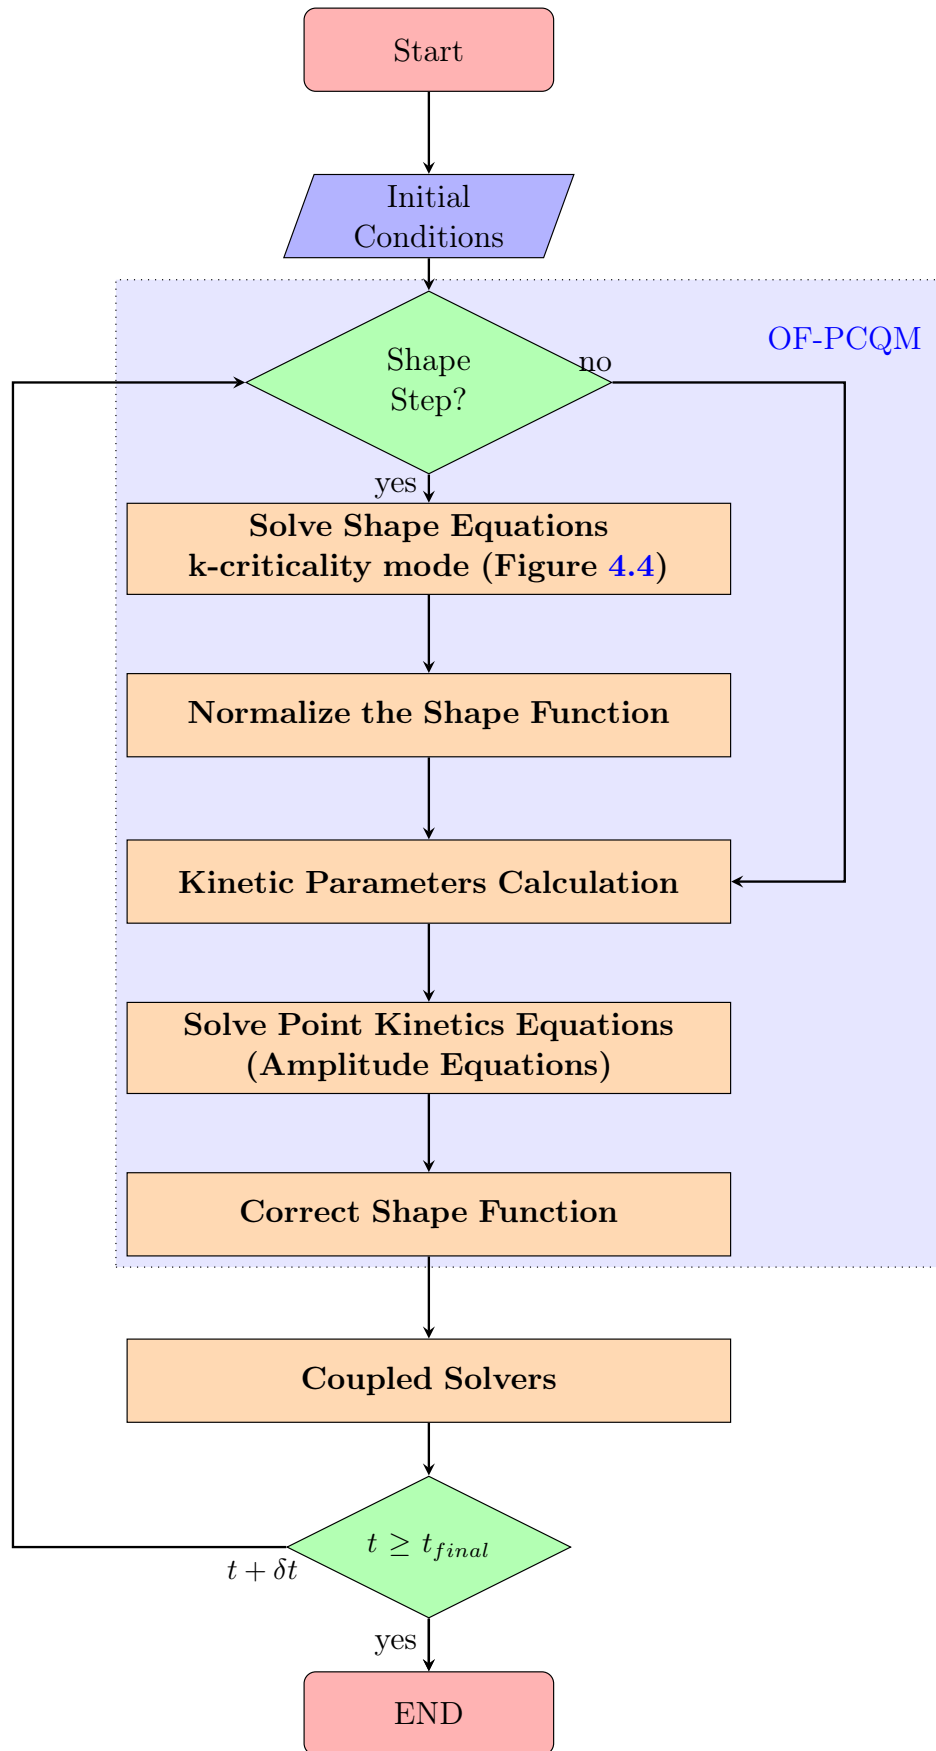 Start
Initial
Conditions
OF-PCQM
Shape
Step?
no
yes
Solve Shape Equations
k-criticality mode (Figure 4.4)
Normalize the Shape Function
Kinetic Parameters Calculation
Solve Point Kinetics Equations
(Amplitude Equations)
Correct Shape Function
Coupled Solvers
t ≥ t_{final}
t + δt
yes
END